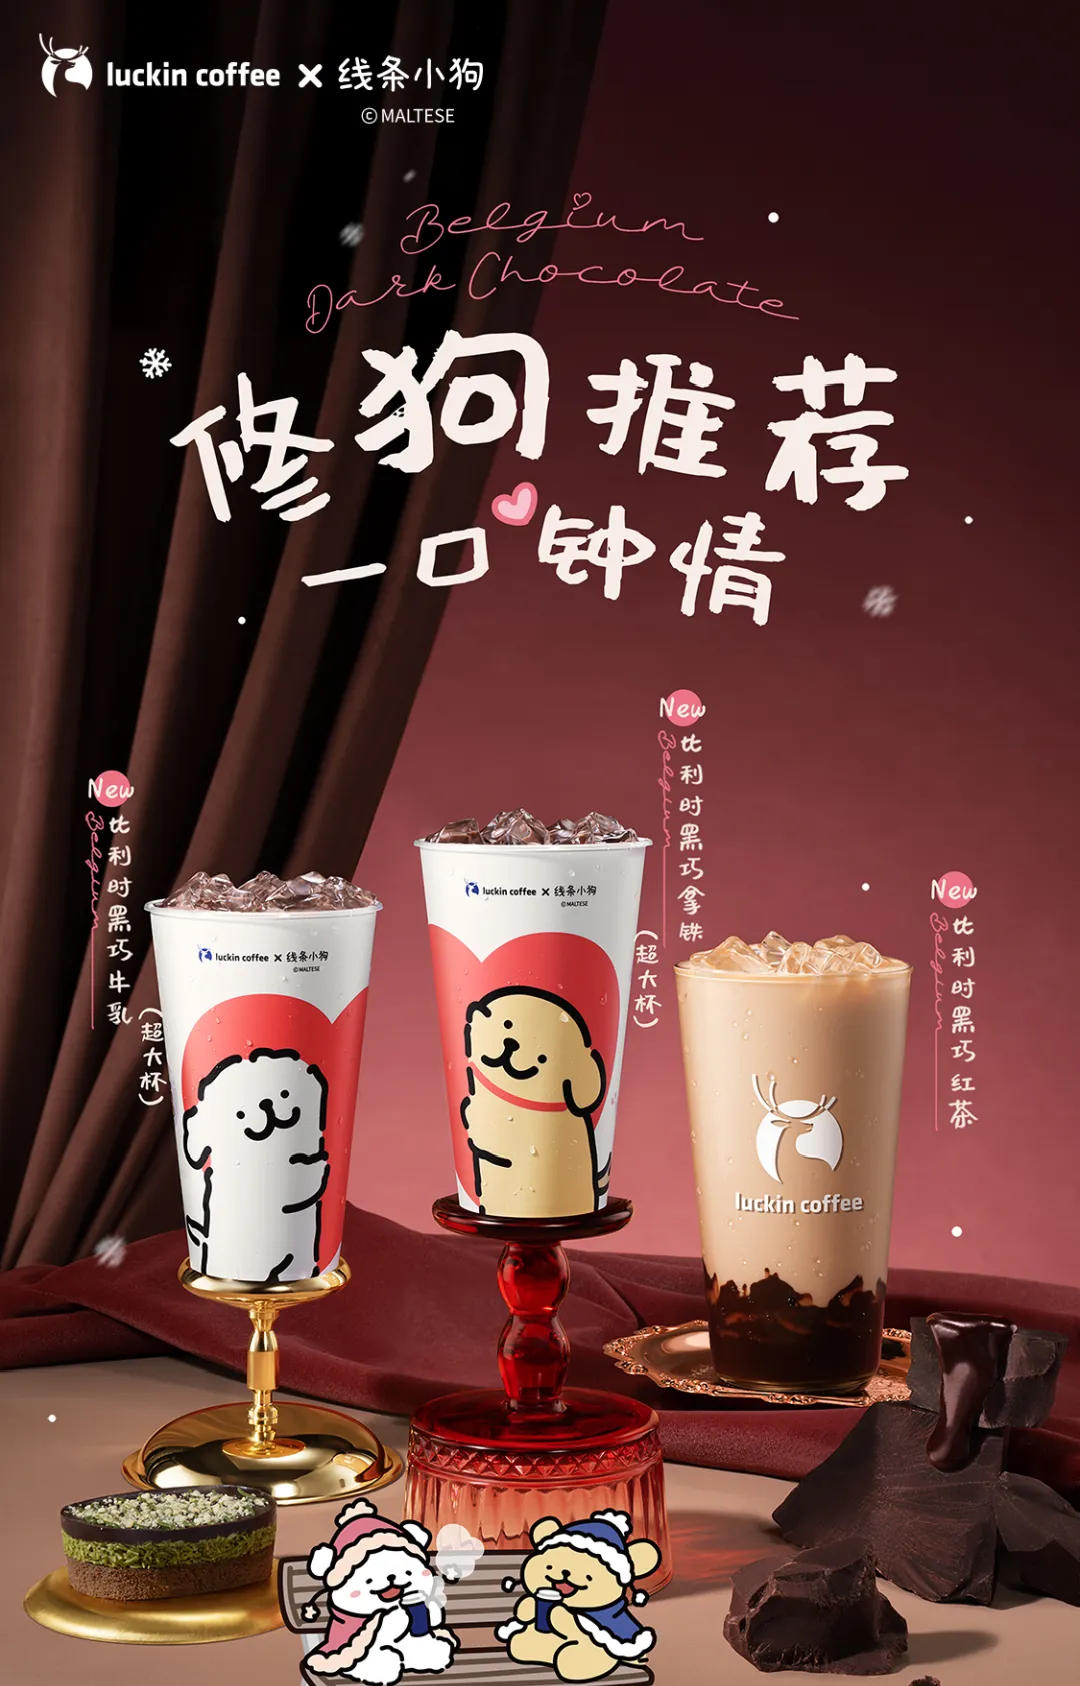 luckin coffee × 线条小狗
©MALTESE
Belgium
Dark Chocolate
修狗推荐
一口钟情
New
比利时黑巧牛乳
Belgium
(超大杯)
New
比利时黑巧拿铁
Belgium
(超大杯)
New
比利时黑巧红茶
Belgium
luckin coffee × 线条小狗
©MALTESE
luckin coffee × 线条小狗
©MALTESE
luckin coffee